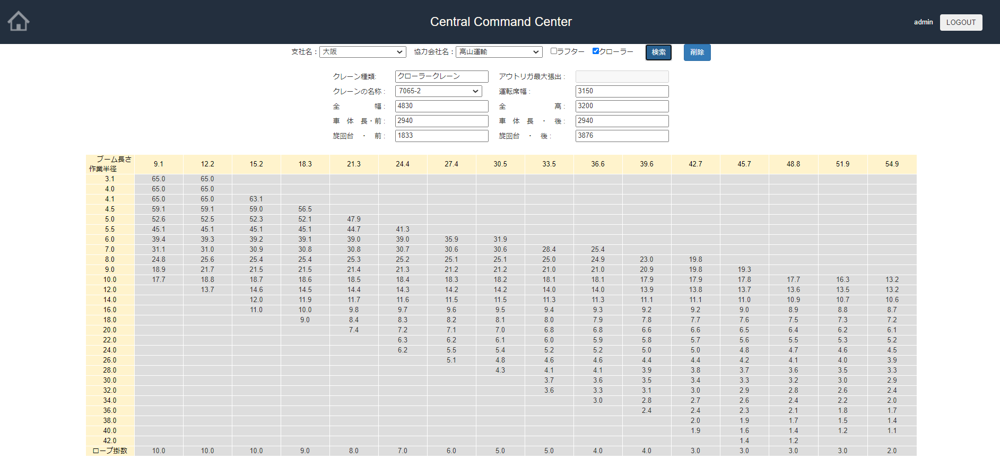 Central Command Center
admin LOGOUT
支社名 : 大阪 協力会社名 : 高山運輸 ラフター クローラー 検索 削除
クレーン種類: クローラークレーン アウトリガ最大張出 :
クレーンの名称 : 7065-2 運転席幅 : 3150
全 幅 : 4830 全 高 : 3200
車 体 長・前 : 2940 車 体 長 ・ 後 : 2940
旋回台 ・ 前 : 1833 旋回台 ・ 後 : 3876
ブーム長さ
作業半径 9.1 12.2 15.2 18.3 21.3 24.4 27.4 30.5 33.5 36.6 39.6 42.7 45.7 48.8 51.9 54.9
3.1 65.0 65.0
4.0 65.0 65.0
4.1 65.0 65.0 63.1
4.5 59.1 59.1 59.0 56.5
5.0 52.6 52.5 52.3 52.1 47.9
5.5 45.1 45.1 45.1 45.1 44.7 41.3
6.0 39.4 39.3 39.2 39.1 39.0 39.0 35.9 31.9
7.0 31.1 31.0 30.9 30.8 30.8 30.7 30.6 30.6 28.4 25.4
8.0 24.8 25.6 25.4 25.4 25.3 25.2 25.1 25.1 25.0 24.9 23.0 19.8
9.0 18.9 21.7 21.5 21.5 21.4 21.3 21.2 21.2 21.0 21.0 20.9 19.8 19.3
10.0 17.7 18.8 18.7 18.6 18.5 18.4 18.3 18.2 18.1 18.1 17.9 17.9 17.8 17.7 16.3 13.2
12.0 13.7 14.6 14.5 14.4 14.3 14.2 14.2 14.0 14.0 13.9 13.8 13.7 13.6 13.5 13.2
14.0 12.0 11.9 11.7 11.6 11.5 11.5 11.3 11.3 11.1 11.1 11.0 10.9 10.7 10.6
16.0 11.0 10.0 9.8 9.7 9.6 9.5 9.4 9.3 9.2 9.2 9.0 8.9 8.8 8.7
18.0 9.0 8.4 8.3 8.2 8.1 8.0 7.9 7.8 7.7 7.6 7.5 7.3 7.2
20.0 7.4 7.2 7.1 7.0 6.8 6.8 6.6 6.6 6.5 6.4 6.2 6.1
22.0 6.3 6.2 6.1 6.0 5.9 5.8 5.7 5.6 5.5 5.3 5.2
24.0 6.2 5.5 5.4 5.2 5.2 5.0 5.0 4.8 4.7 4.6 4.5
26.0 5.1 4.8 4.6 4.6 4.4 4.4 4.2 4.1 4.0 3.9
28.0 4.3 4.1 4.1 3.9 3.8 3.7 3.6 3.5 3.3
30.0 3.7 3.6 3.5 3.4 3.3 3.2 3.0 2.9
32.0 3.6 3.3 3.1 3.0 2.9 2.8 2.6 2.4
34.0 3.0 2.8 2.7 2.6 2.4 2.2 2.0
36.0 2.4 2.4 2.3 2.1 1.8 1.7
38.0 2.0 1.9 1.7 1.5 1.4
40.0 1.9 1.6 1.4 1.2 1.1
42.0 1.4 1.2
ロープ掛数 10.0 10.0 10.0 9.0 8.0 7.0 6.0 5.0 5.0 4.0 4.0 3.0 3.0 3.0 3.0 2.0